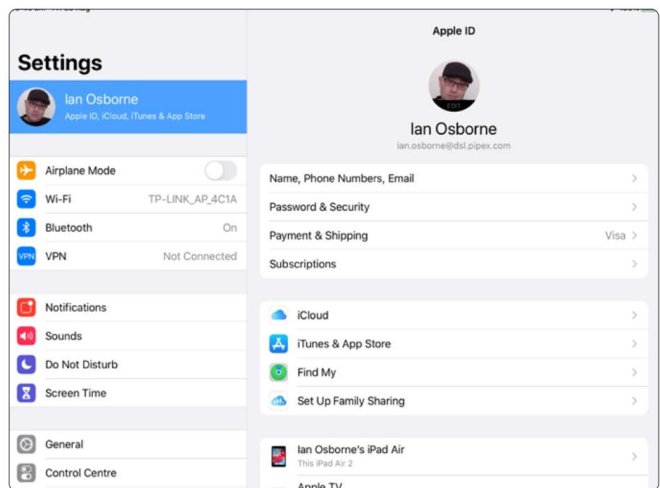 Settings
Ian Osborne
Apple ID, iCloud, iTunes & App Store
Airplane Mode
Wi-Fi TP-LINK_AP_4C1A
Bluetooth On
VPN VPN Not Connected
Notifications
Sounds
Do Not Disturb
Screen Time
General
Control Centre
Apple ID
EDIT
Ian Osborne
ian.osborne@dsl.pipex.com
Name, Phone Numbers, Email
Password & Security
Payment & Shipping Visa
Subscriptions
iCloud
iTunes & App Store
Find My
Set Up Family Sharing
Ian Osborne's iPad Air
This iPad Air 2
Apple TV